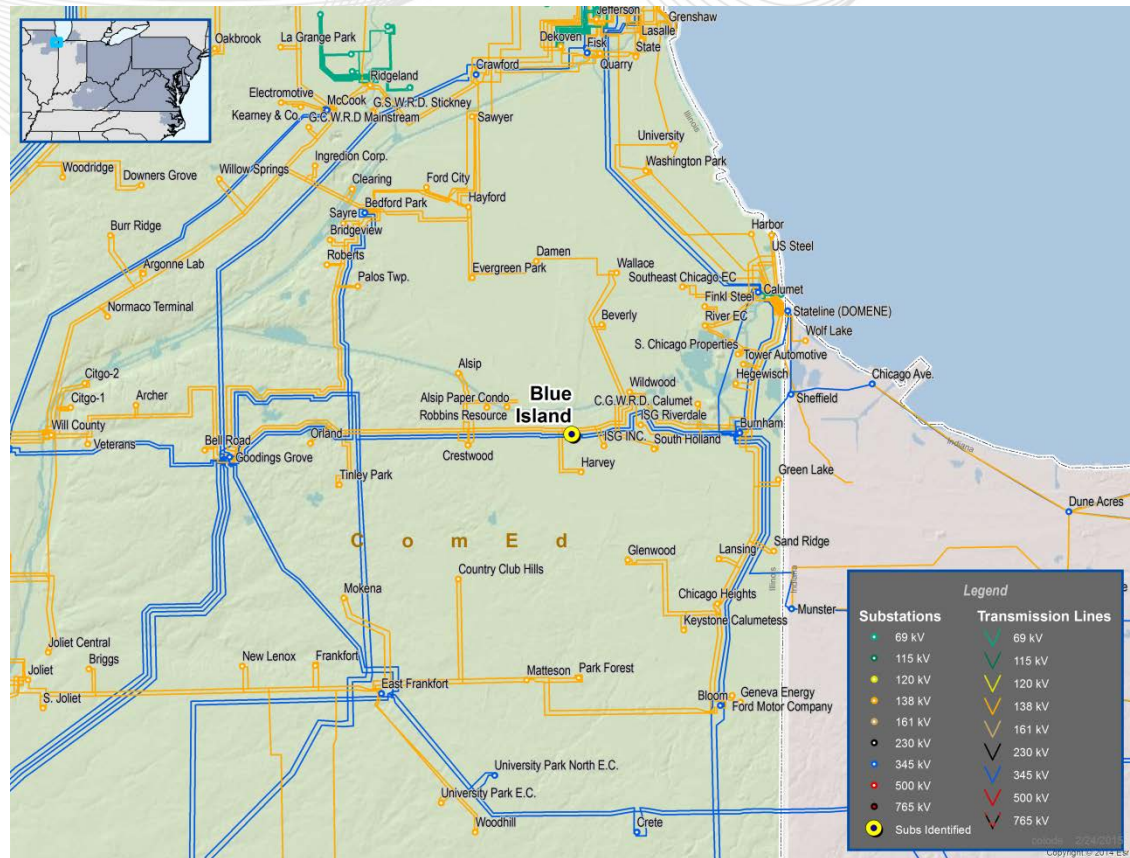 Jefferson
Grenshaw
Oakbrook
La Grange Park
Dekoven
Fisk
Lasalle
State
Quarry
Ridgeland
Crawford
Electromotive
McCook
G.S.W.R.D. Stickney
Kearney & Co.
G.C.W.R.D Mainstream
Sawyer
Illinois
University
Washington Park
Woodridge
Downers Grove
Willow Springs
Ingredion Corp.
Clearing
Ford City
Hayford
Bedford Park
Sayre
Burr Ridge
Bridgeview
Harbor
US Steel
Argonne Lab
Roberts
Palos Twp.
Evergreen Park
Damen
Wallace
Southeast Chicago EC
Calumet
Normaco Terminal
Finkl Steel
River EC
Stateline (DOMENE)
Beverly
Wolf Lake
S. Chicago Properties
Tower Automotive
Citgo-2
Alsip
Wildwood
Hegewisch
Chicago Ave.
Citgo-1
Archer
Alsip Paper Condo
Blue
Island
C.G.W.R.D. Calumet
Sheffield
Robbins Resource
ISG Riverdale
Will County
Veterans
Bell Road
Orland
Burnham
Goodings Grove
Crestwood
ISG INC.
South Holland
Indiana
Tinley Park
Harvey
Green Lake
Dune Acres
ComEd
Glenwood
Lansing
Sand Ridge
Country Club Hills
Illinois
Indiana
Mokena
Chicago Heights
Munster
Keystone Calumetess
Joliet Central
Joliet
Briggs
New Lenox
Frankfort
Matteson
Park Forest
S. Joliet
East Frankfort
Bloom
Geneva Energy
Ford Motor Company
University Park North E.C.
University Park E.C.
Woodhill
Crete
Legend
Substations
Transmission Lines
69 kV
69 kV
115 kV
115 kV
120 kV
120 kV
138 kV
138 kV
161 kV
161 kV
230 kV
230 kV
345 kV
345 kV
500 kV
500 kV
765 kV
765 kV
Subs Identified
Copyright © 2014 Esri